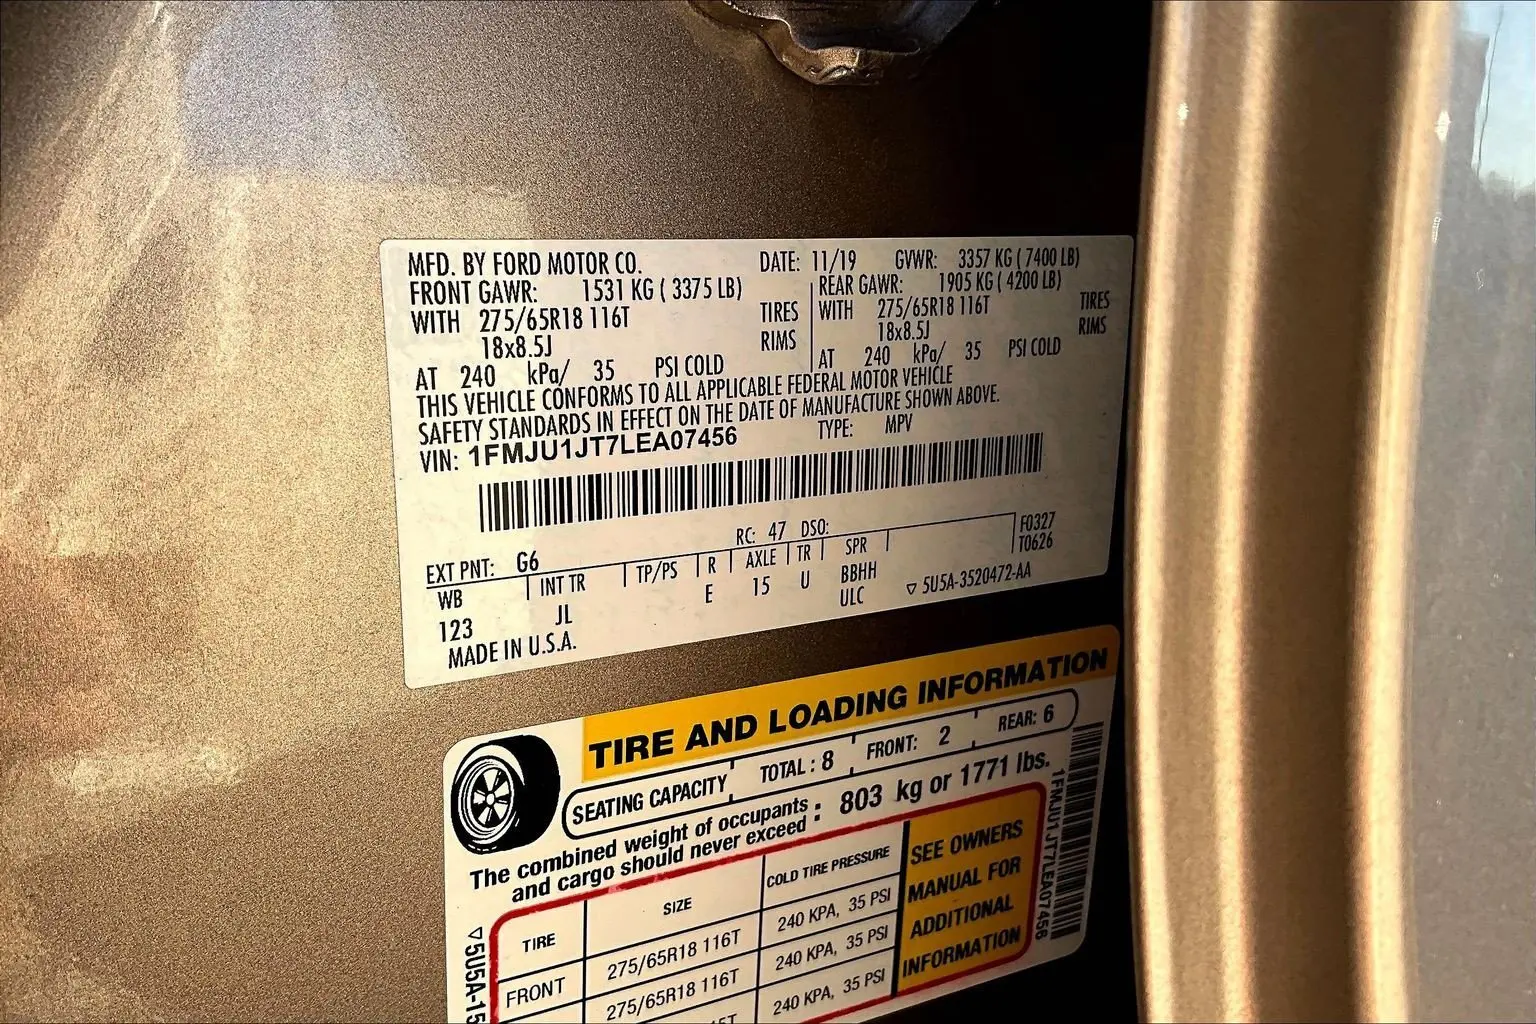 MFD. BY FORD MOTOR CO. DATE: 11/19 GVWR: 3357 KG ( 7400 LB)
FRONT GAWR: 1531 KG ( 3375 LB) REAR GAWR: 1905 KG ( 4200 LB)
WITH 275/65R18 116T TIRES WITH 275/65R18 116T TIRES
18x8.5J RIMS 18x8.5J RIMS
AT 240 kPa/ 35 PSI COLD AT 240 kPa/ 35 PSI COLD
THIS VEHICLE CONFORMS TO ALL APPLICABLE FEDERAL MOTOR VEHICLE
SAFETY STANDARDS IN EFFECT ON THE DATE OF MANUFACTURE SHOWN ABOVE.
VIN: 1FMJU1JT7LEA07456 TYPE: MPV
RC: 47 DSO: F0327
EXT PNT: G6 T0626
WB INT TR TP/PS R AXLE TR SPR
123 JL E 15 U BBHH
ULC ▽ 5U5A-3520472-AA
MADE IN U.S.A.
TIRE AND LOADING INFORMATION
SEATING CAPACITY TOTAL : 8 FRONT: 2 REAR: 6
The combined weight of occupants
and cargo should never exceed : 803 kg or 1771 lbs.
TIRE SIZE COLD TIRE PRESSURE
FRONT 275/65R18 116T 240 KPA, 35 PSI
275/65R18 116T 240 KPA, 35 PSI
240 KPA, 35 PSI
SEE OWNERS
MANUAL FOR
ADDITIONAL
INFORMATION
1FMJU1JT7LEA07456
▽5U5A-15